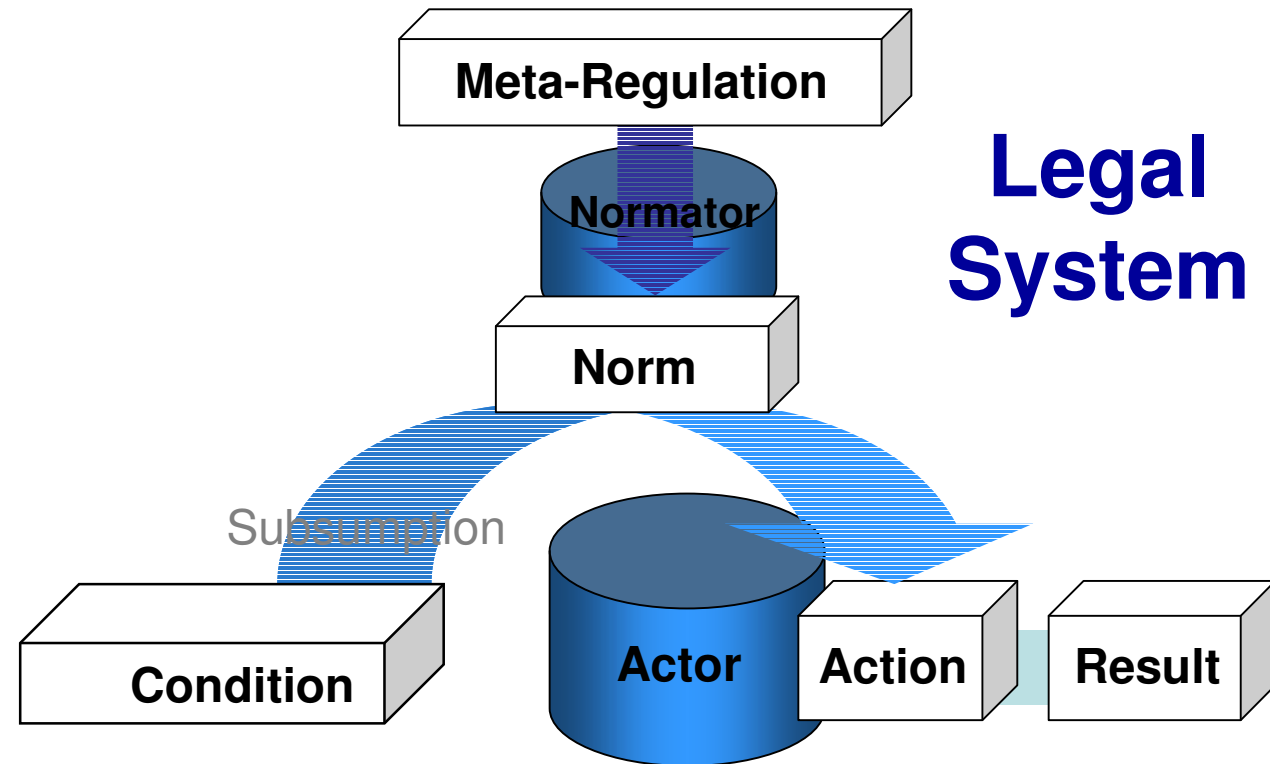 Meta-Regulation
Legal
System
Normator
Norm
Subsumption
Condition
Actor
Action
Result